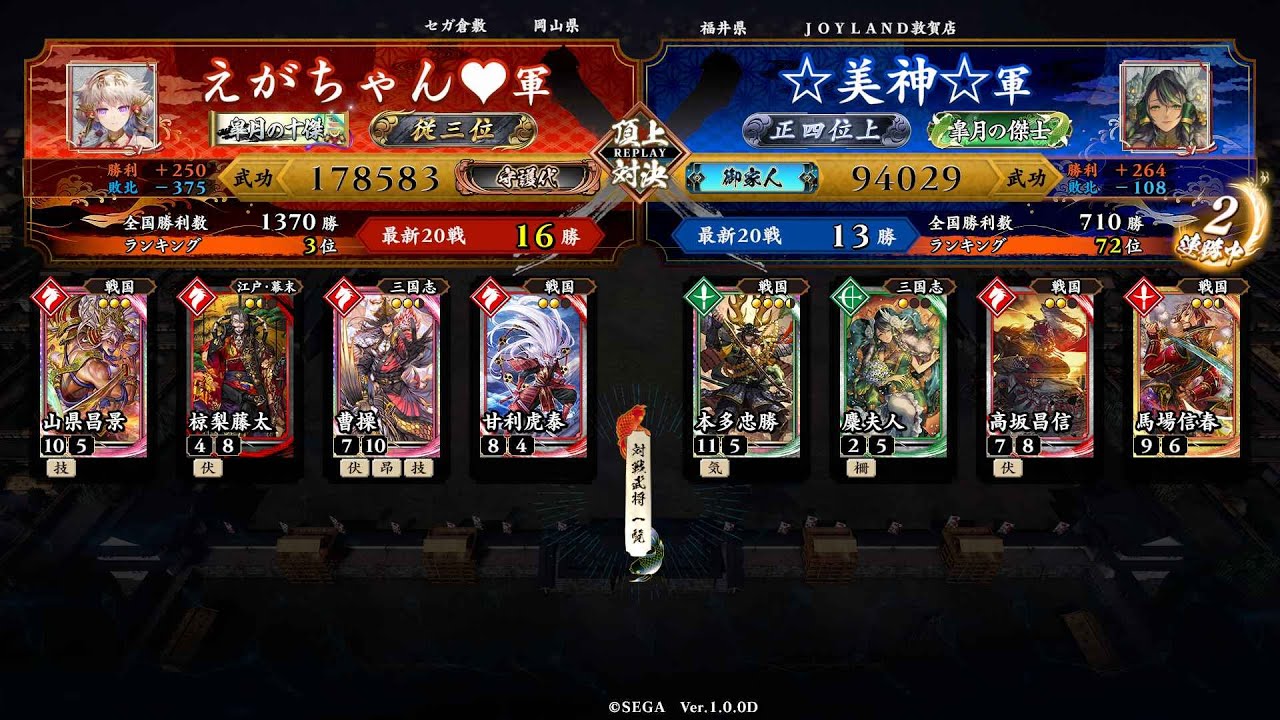 セガ倉敷 岡山県
福井県 JOYLAND敦賀店
えがちゃん♥軍
皐月の十傑 従三位
勝利 +250
敗北 -375
武功 178583 守護代
全国勝利数 1370勝
ランキング 3位
最新20戦 16勝
頂上
REPLAY
対決
☆美神☆軍
正四位上 皐月の傑士
御家人 94029 武功
勝利 +264
敗北 -108
最新20戦 13勝
全国勝利数 710勝
ランキング 72位
2
連勝中
戦国
山県昌景
10 5
技
江戸・幕末
椋梨藤太
4 8
伏
三国志
曹操
7 10
伏 昂 技
戦国
甘利虎泰
8 4
対戦武将一覧
戦国
本多忠勝
11 5
気
三国志
麋夫人
2 5
柵
戦国
高坂昌信
7 8
伏
戦国
馬場信春
9 6
©SEGA Ver.1.0.0D